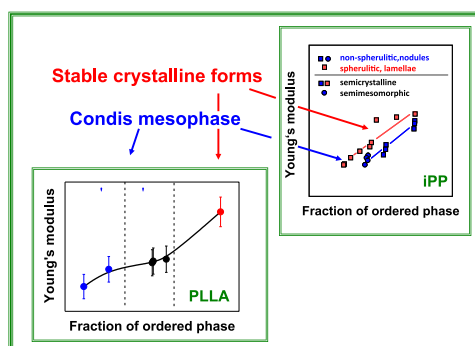 non-spherulitic,nodules
spherulitic, lamellae
semicrystalline
semimesomorphic
Stable crystalline forms
Condis mesophase
Young's modulus
iPP
Fraction of ordered phase
Young's modulus
PLLA
Fraction of ordered phase